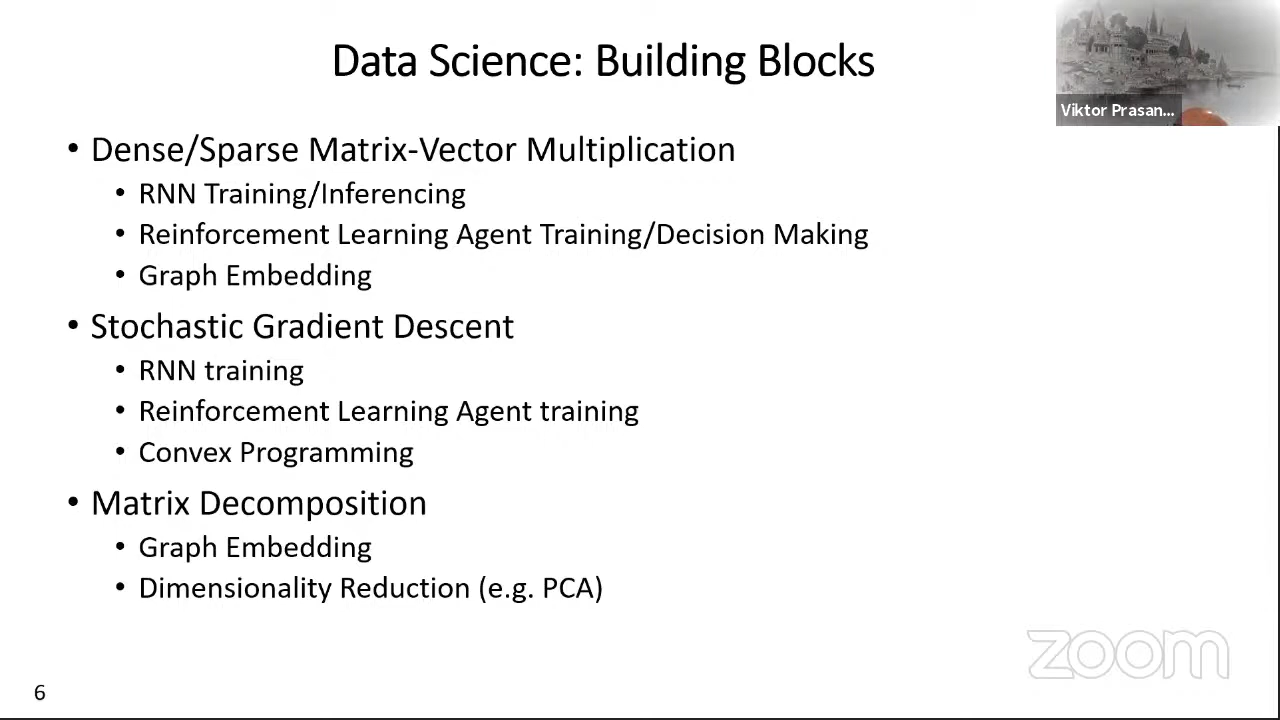 Data Science: Building Blocks
Viktor Prasan...
• Dense/Sparse Matrix-Vector Multiplication
• RNN Training/Inferencing
• Reinforcement Learning Agent Training/Decision Making
• Graph Embedding
• Stochastic Gradient Descent
• RNN training
• Reinforcement Learning Agent training
• Convex Programming
• Matrix Decomposition
• Graph Embedding
• Dimensionality Reduction (e.g. PCA)
zoom
6